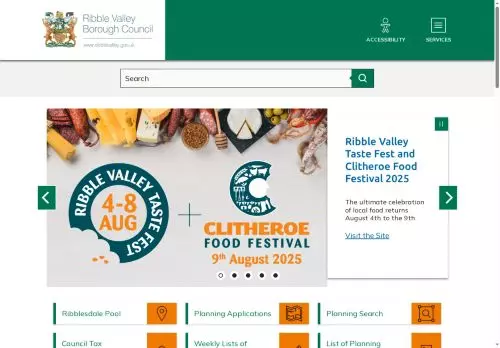 Ribble Valley
Borough Council
www.ribblevalley.gov.uk
ACCESSIBILITY
SERVICES
Search
RIBBLE VALLEY TASTE FEST
4-8
AUG
+
CLITHEROE
FOOD FESTIVAL
9th August 2025
Ribble Valley
Taste Fest and
Clitheroe Food
Festival 2025
The ultimate celebration
of local food returns
August 4th to the 9th
Visit the Site
Ribblesdale Pool
Planning Applications
Planning Search
Council Tax
Weekly Lists of
List of Planning